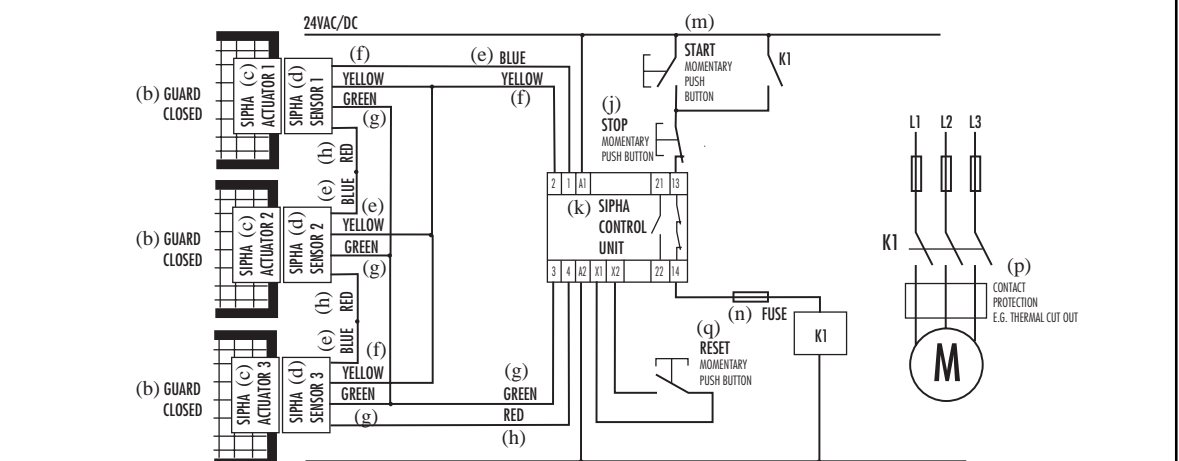 24VAC/DC
(m)
(f)
(e) BLUE
START
MOMENTARY
PUSH
BUTTON
K1
(b) GUARD
CLOSED
SIPHA (c)
ACTUATOR 1
SIPHA (d)
SENSOR 1
YELLOW
YELLOW
(f)
GREEN
(g)
(j)
STOP
MOMENTARY
PUSH BUTTON
L1 L2 L3
(h) RED
(e) BLUE
2 1 A1 21 13
(k) SIPHA
CONTROL
UNIT
3 4 A2 X1 X2 22 14
(b) GUARD
CLOSED
SIPHA (c)
ACTUATOR 2
SIPHA (d)
SENSOR 2
(e)
YELLOW
GREEN
(g)
K1
(p)
CONTACT
PROTECTION
E.G. THERMAL CUT OUT
(h) RED
(e) BLUE
(n) FUSE
K1
(q)
RESET
MOMENTARY
PUSH BUTTON
M
(b) GUARD
CLOSED
SIPHA (c)
ACTUATOR 3
SIPHA (d)
SENSOR 3
(f)
YELLOW
GREEN
(g)
(g)
GREEN
RED
(h)